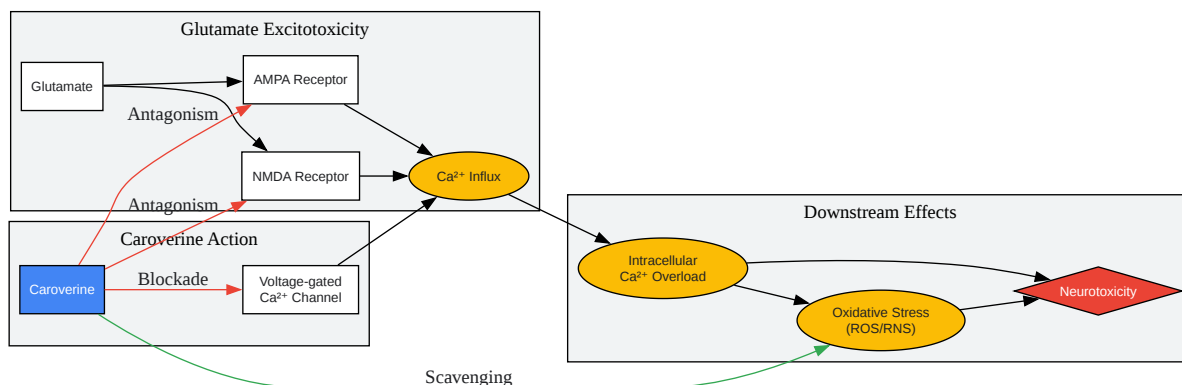 Glutamate Excitotoxicity
Glutamate
AMPA Receptor
Antagonism
NMDA Receptor
Ca²⁺ Influx
Antagonism
Caroverine Action
Caroverine
Blockade
Voltage-gated
Ca²⁺ Channel
Downstream Effects
Intracellular
Ca²⁺ Overload
Oxidative Stress
(ROS/RNS)
Neurotoxicity
Scavenging